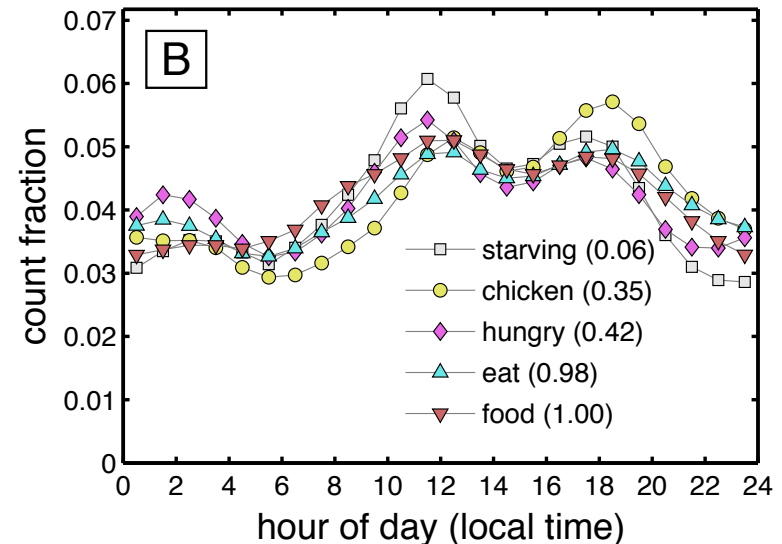 B
0.07
0.06
0.05
0.04
0.03
0.02
0.01
0
count fraction
starving (0.06)
chicken (0.35)
hungry (0.42)
eat (0.98)
food (1.00)
0 2 4 6 8 10 12 14 16 18 20 22 24
hour of day (local time)